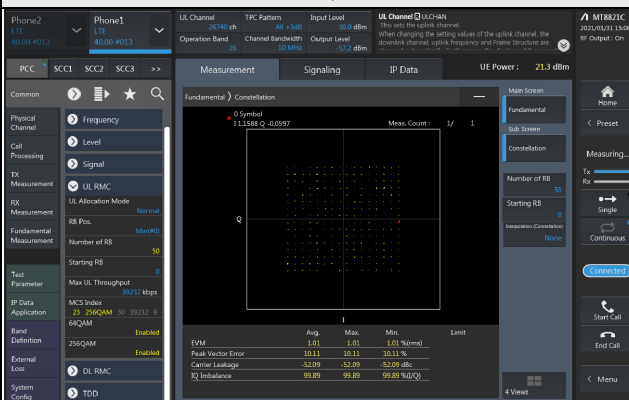 Phone2
LTE
40.00 #013
Phone1
LTE
40.00 #013
UL Channel
26740 ch
Operation Band
26
TPC Pattern
All +3dB
Channel Bandwidth
10 MHz
Input Level
30.0 dBm
Output Level
-57.2 dBm
UL Channel ULCHAN
This sets the uplink channel.
When changing the setting values of the uplink channel, the
downlink channel, uplink frequency and Frame Structure are
MT8821C
RF Output : On
PCC
SCC1
SCC2
SCC3
>>
Measurement
Signaling
IP Data
UE Power : 21.3 dBm
Common
Physical
Channel
Call
Processing
TX
Measurement
RX
Measurement
Fundamental
Measurement
Test
Parameter
IP Data
Application
Band
Definition
External
Loss
System
Config
Frequency
Level
Signal
UL RMC
UL Allocation Mode
Normal
RB Pos.
Min(#0)
Number of RB
50
Starting RB
0
Max UL Throughput
39232 kbps
MCS Index
23 256QAM 30 39232 8
64QAM
Enabled
256QAM
Enabled
DL RMC
TDD
Fundamental ❭ Constellation
0 Symbol
I 1.1588 Q -0.0597
Meas. Count : 1/ 1
Q
I
Avg. Max. Min. Limit
EVM 1.01 1.01 1.01 %(rms)
Peak Vector Error 10.11 10.11 10.11 %
Carrier Leakage -52.09 -52.09 -52.09 dBc
IQ Imbalance 99.89 99.89 99.89 %(I/Q)
Main Screen
Fundamental
Sub Screen
Constellation
Number of RB
50
Starting RB
0
Interpolation (Constellation)
None
4 Views
Home
< Preset
Measuring...
Tx
Rx
Single
Continuous
Connected
Start Call
End Call
< Menu